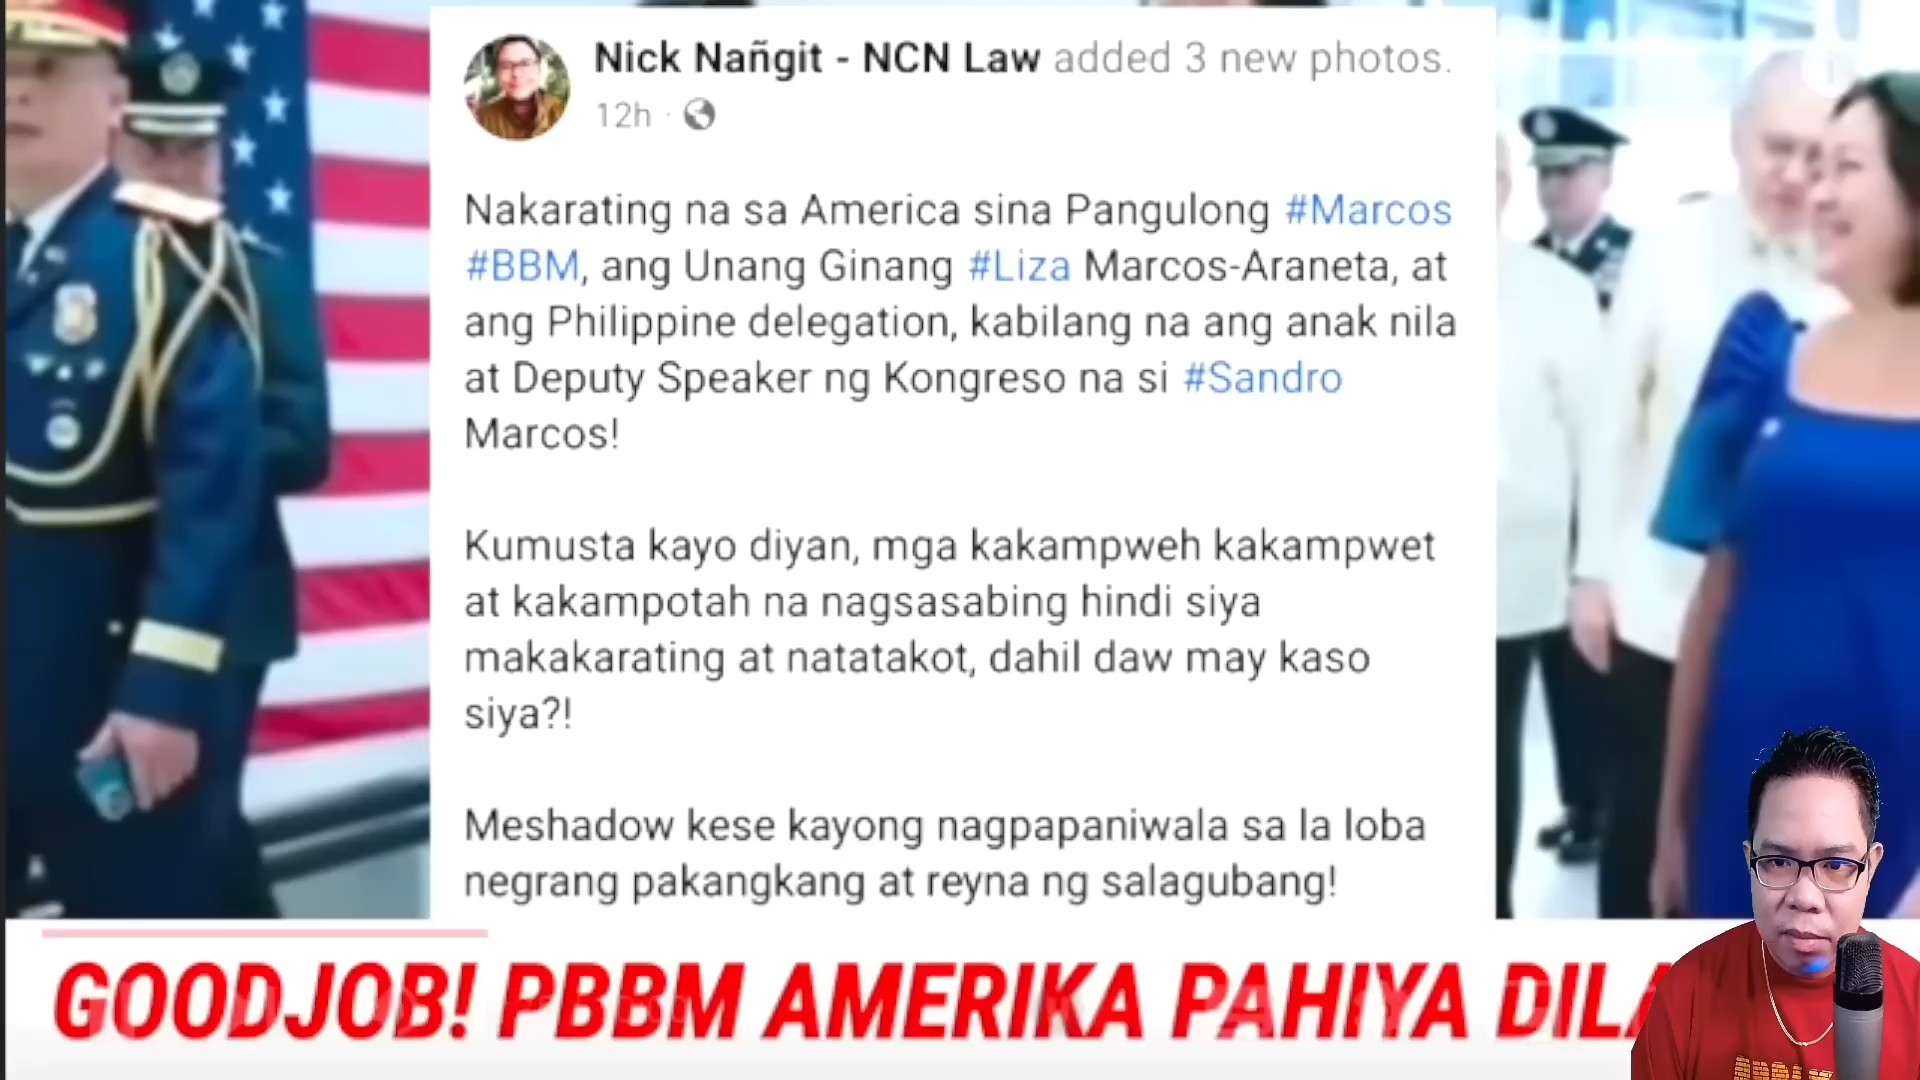 Nick Nañgit - NCN Law added 3 new photos.
12h ·
Nakarating na sa America sina Pangulong #Marcos
#BBM, ang Unang Ginang #Liza Marcos-Araneta, at
ang Philippine delegation, kabilang na ang anak nila
at Deputy Speaker ng Kongreso na si #Sandro
Marcos!
Kumusta kayo diyan, mga kakampweh kakampwet
at kakampotah na nagsasabing hindi siya
makakarating at natatakot, dahil daw may kaso
siya?!
Meshadow kese kayong nagpapaniwala sa la loba
negrang pakangkang at reyna ng salagubang!
GOODJOB! PBBM AMERIKA PAHIYA